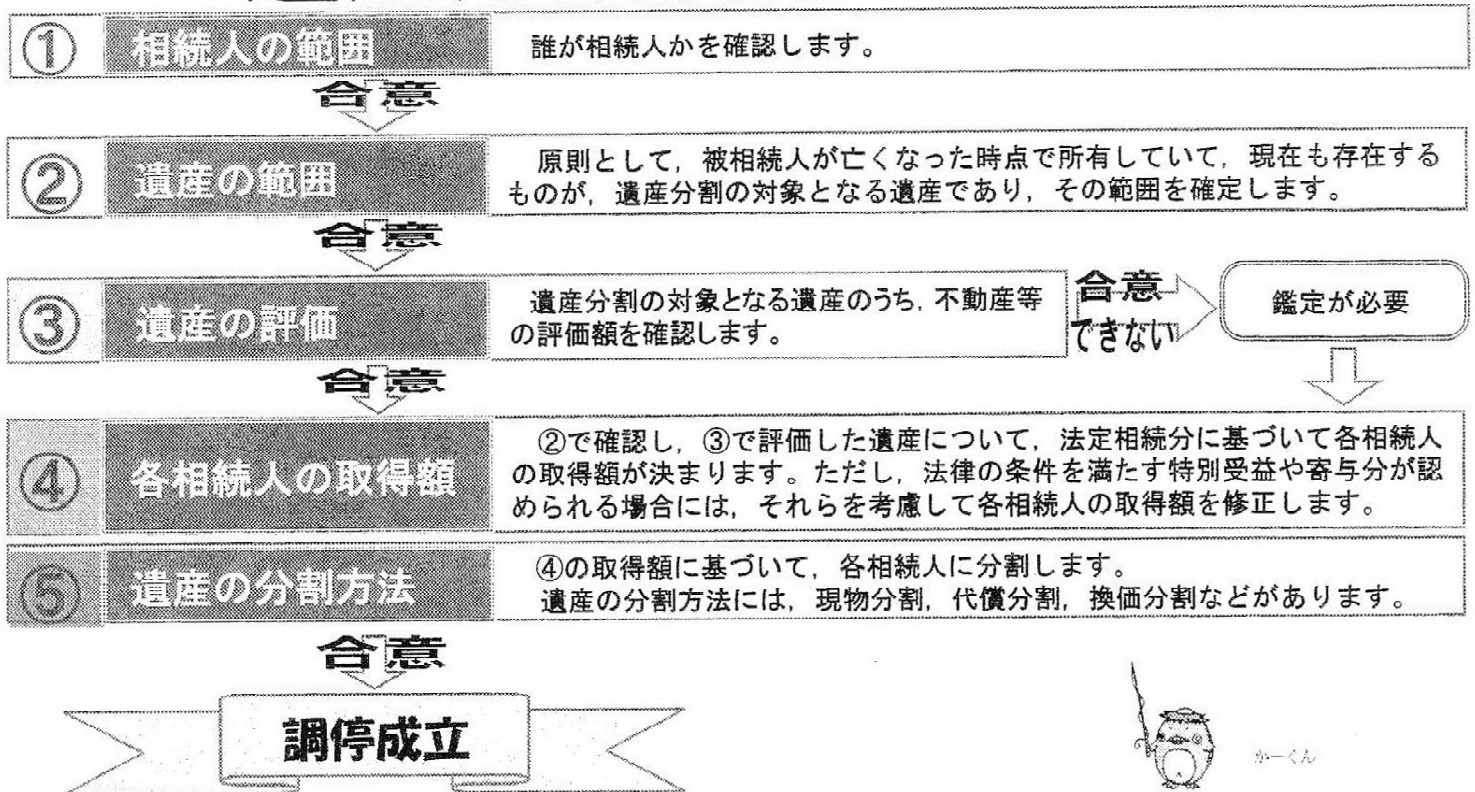 ① 相続人の範囲 誰が相続人かを確認します。
合意
② 遺産の範囲 原則として，被相続人が亡くなった時点で所有していて，現在も存在する
ものが，遺産分割の対象となる遺産であり，その範囲を確定します。
合意
③ 遺産の評価 遺産分割の対象となる遺産のうち，不動産等
の評価額を確認します。
合意
できない
鑑定が必要
合意
④ 各相続人の取得額 ②で確認し，③で評価した遺産について，法定相続分に基づいて各相続人
の取得額が決まります。ただし，法律の条件を満たす特別受益や寄与分が認
められる場合には，それらを考慮して各相続人の取得額を修正します。
⑤ 遺産の分割方法 ④の取得額に基づいて，各相続人に分割します。
遺産の分割方法には，現物分割，代償分割，換価分割などがあります。
合意
調停成立
かーくん